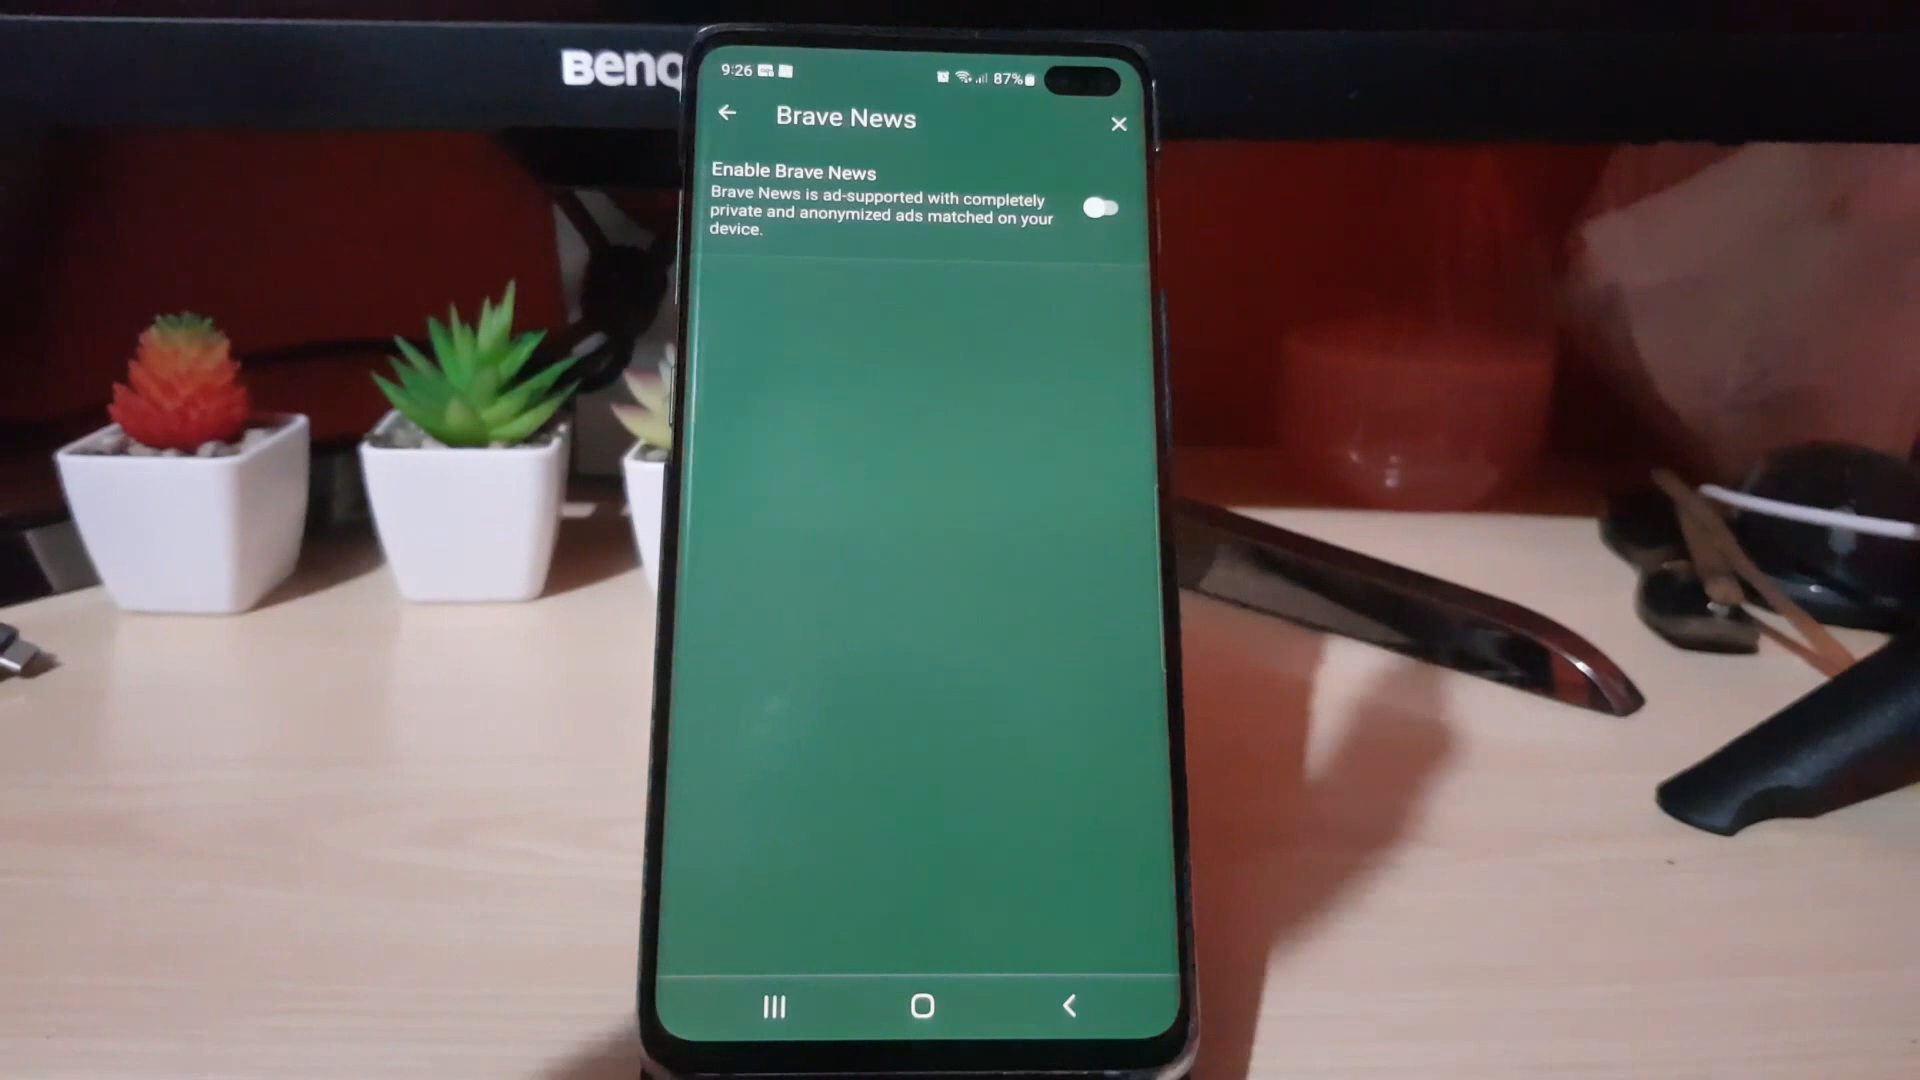 BenQ
9:26
87%
Brave News
Enable Brave News
Brave News is ad-supported with completely
private and anonymized ads matched on your
device.